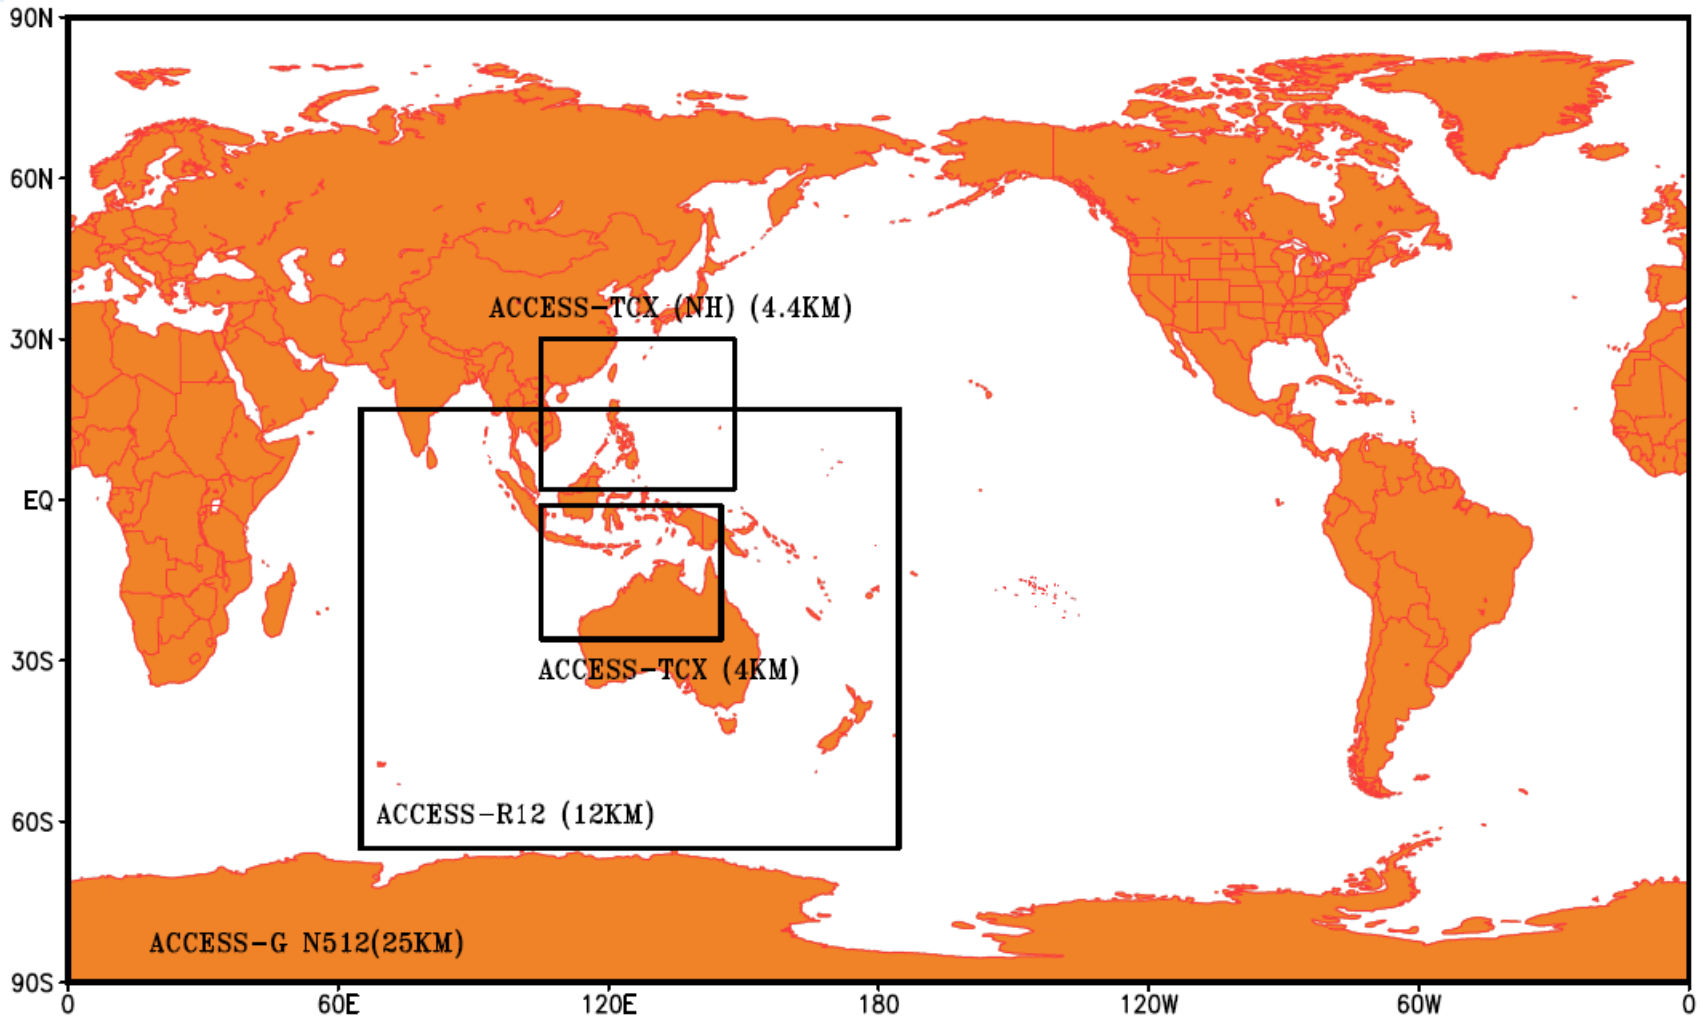 90N
60N
ACCESS-TCX (NH) (4.4KM)
30N
EQ
30S
ACCESS-TCX (4KM)
ACCESS-R12 (12KM)
60S
ACCESS-G N512(25KM)
90S
0 60E 120E 180 120W 60W 0